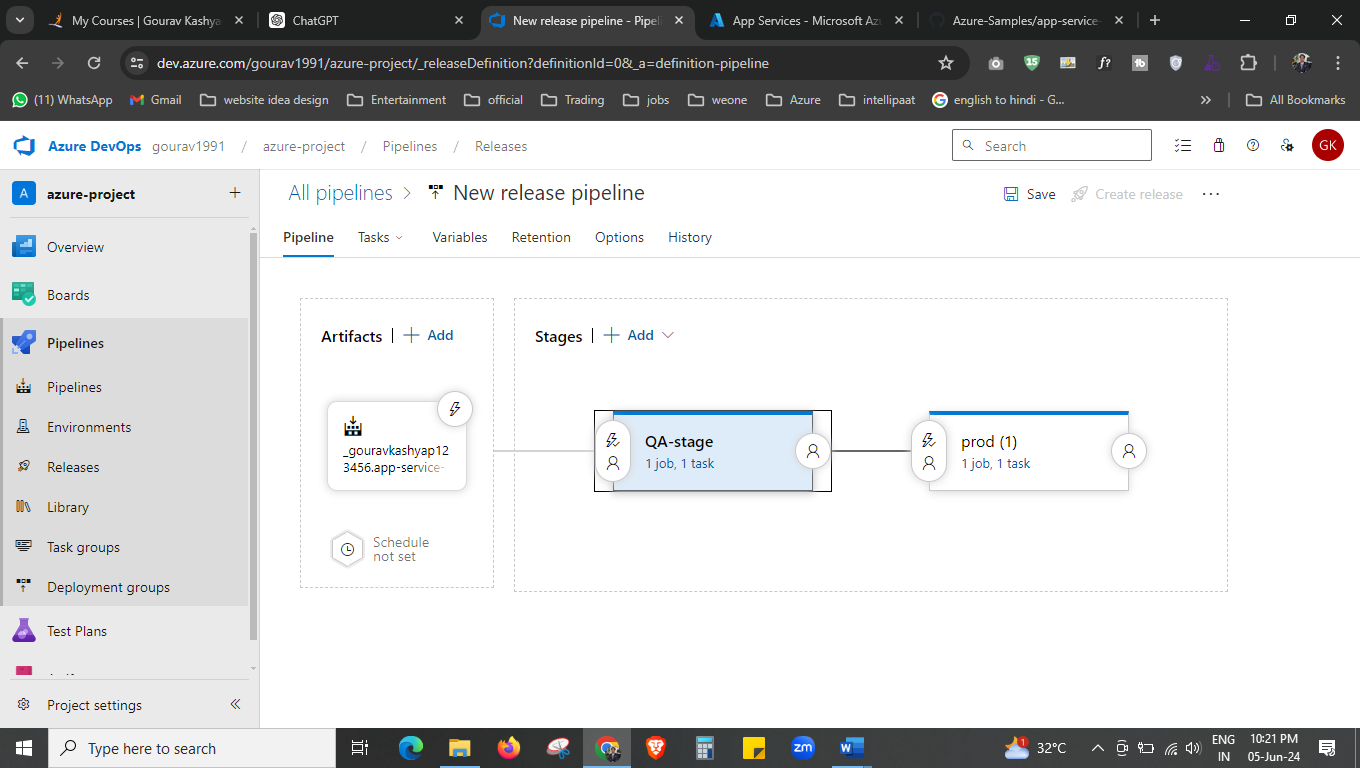 My Courses | Gourav Kashya
ChatGPT
New release pipeline - Pipeli
App Services - Microsoft Azu
Azure-Samples/app-service-
dev.azure.com/gourav1991/azure-project/_releaseDefinition?definitionId=0&_a=definition-pipeline
15
f?
tb
(11) WhatsApp
Gmail
website idea design
Entertainment
official
Trading
jobs
weone
Azure
intellipaat
english to hindi - G...
All Bookmarks
Azure DevOps gourav1991 / azure-project / Pipelines / Releases
Search
GK
A azure-project
All pipelines > New release pipeline
Save
Create release
Pipeline
Tasks
Variables
Retention
Options
History
Overview
Boards
Pipelines
Pipelines
Environments
Releases
Library
Task groups
Deployment groups
Test Plans
Project settings
Artifacts | + Add
_gouravkashyap12
3456.app-service-
Schedule
not set
Stages | + Add
QA-stage
1 job, 1 task
prod (1)
1 job, 1 task
Type here to search
zm
1
32°C
ENG
IN
10:21 PM
05-Jun-24